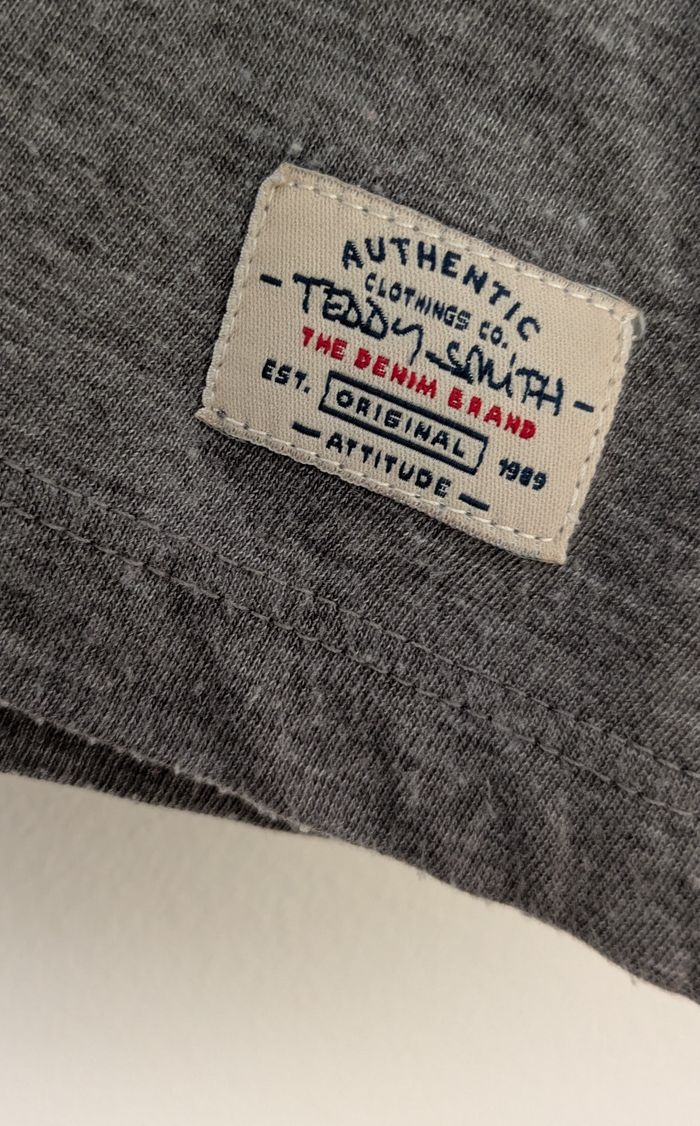 AUTHENTIC
CLOTHINGS CO.
- TEDDY-SMITH -
THE DENIM BRAND
EST. ORIGINAL 1989
- ATTITUDE -